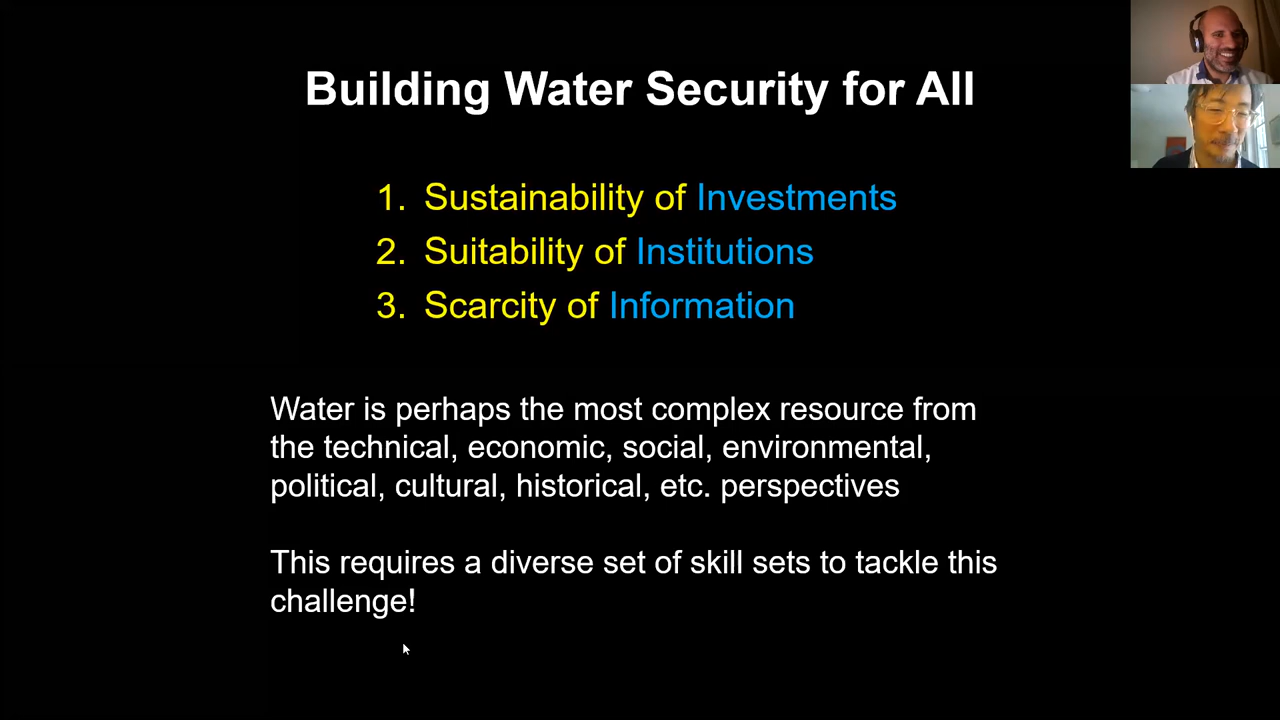 Building Water Security for All
1. Sustainability of Investments
2. Suitability of Institutions
3. Scarcity of Information
Water is perhaps the most complex resource from
the technical, economic, social, environmental,
political, cultural, historical, etc. perspectives
This requires a diverse set of skill sets to tackle this
challenge!